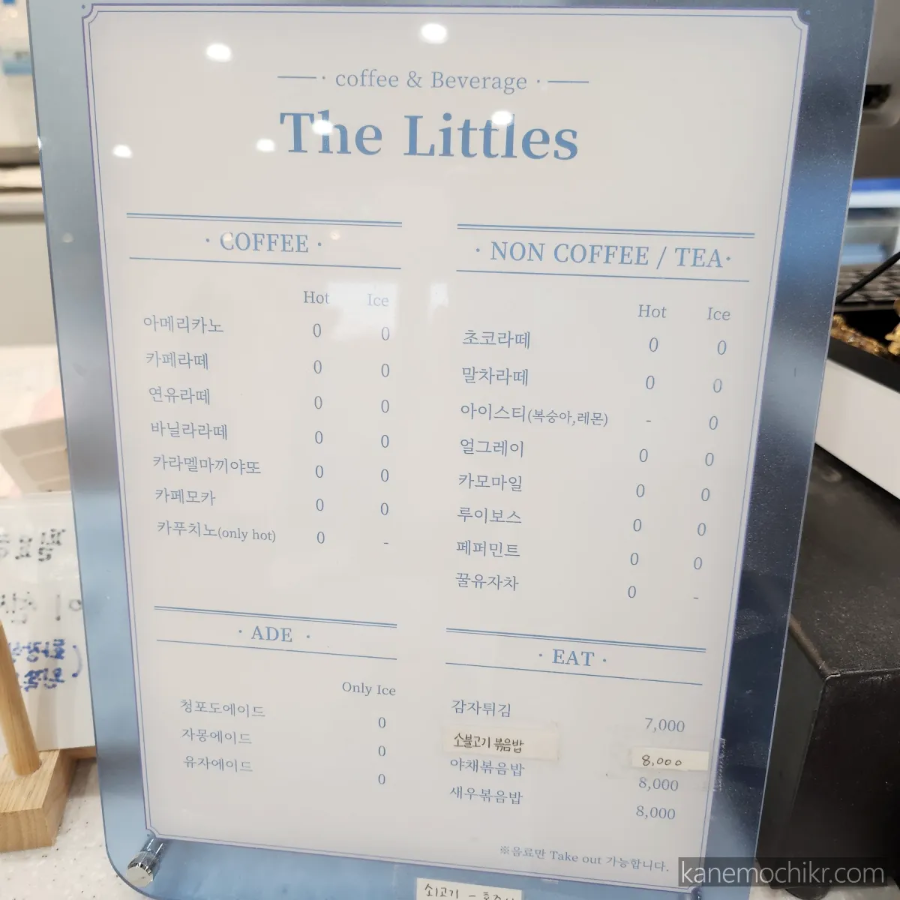 coffee & Beverage
The Littles
· COFFEE ·
Hot Ice
아메리카노 0 0
카페라떼 0 0
연유라떼 0 0
바닐라라떼 0 0
카라멜마끼야또 0 0
카페모카 0 0
카푸치노(only hot) 0 -
· NON COFFEE / TEA·
Hot Ice
초코라떼 0 0
말차라떼 0 0
아이스티(복숭아,레몬) - 0
얼그레이 0 0
카모마일 0 0
루이보스 0 0
페퍼민트 0 0
꿀유자차 0 -
· ADE ·
Only Ice
청포도에이드 0
자몽에이드 0
유자에이드 0
· EAT ·
감자튀김 7,000
소불고기 볶음밥 8,000
야채볶음밥 8,000
새우볶음밥 8,000
※음료만 Take out 가능합니다.
쇠고기 -
kanemochikr.com